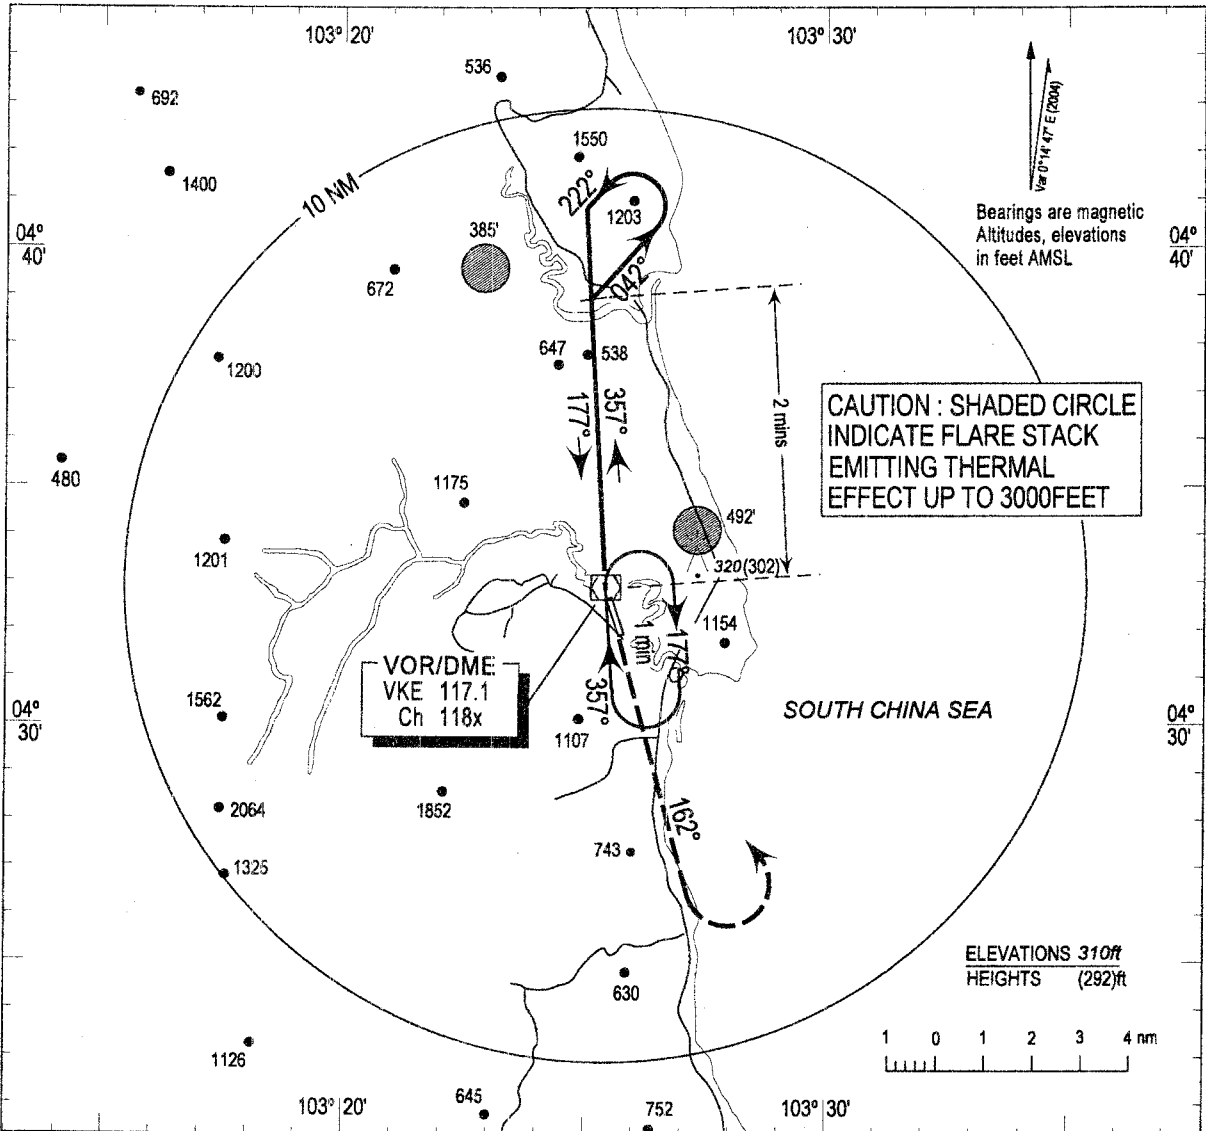 103° 20'
103° 30'
536
692
Var 0°14'47" E (2004)
1550
10 NM
1400
222°
1203
Bearings are magnetic
Altitudes, elevations
in feet AMSL
385'
04°
40'
04°
40'
672
042°
647
538
1200
177°
357°
2 mins
CAUTION : SHADED CIRCLE
INDICATE FLARE STACK
EMITTING THERMAL
EFFECT UP TO 3000FEET
480
1175
492'
1201
320(302)
1154
1 min
177°
VOR/DME
VKE 117.1
Ch 118x
357°
1562
04°
30'
1107
SOUTH CHINA SEA
04°
30'
2064
1852
162°
743
1325
ELEVATIONS 310ft
HEIGHTS (292)ft
630
1126
1 0 1 2 3 4 nm
103° 20'
645
752
103° 30'